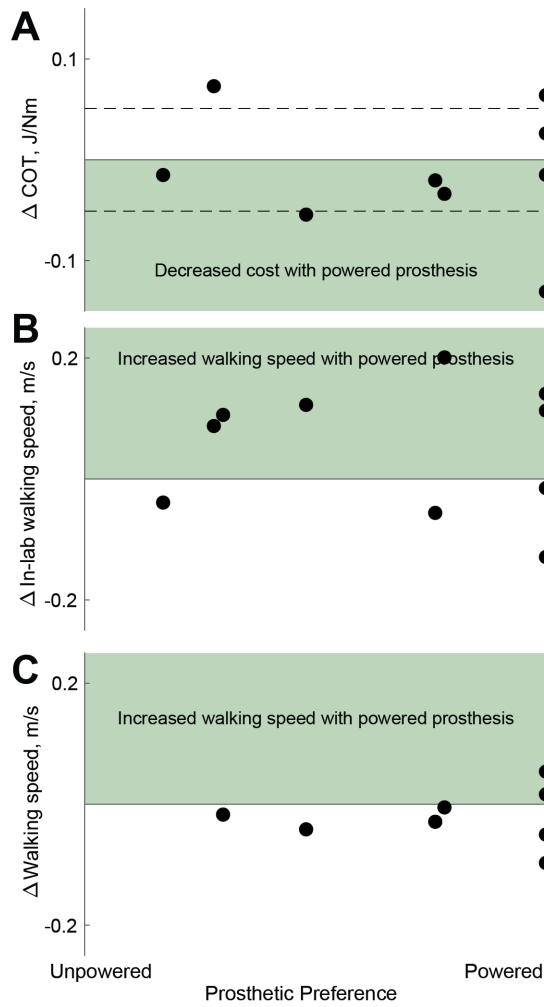 A
0.1
Δ COT, J/Nm
-0.1
Decreased cost with powered prosthesis
B
0.2
Increased walking speed with powered prosthesis
Δ In-lab walking speed, m/s
-0.2
C
0.2
Increased walking speed with powered prosthesis
Δ Walking speed, m/s
-0.2
Unpowered Powered
Prosthetic Preference